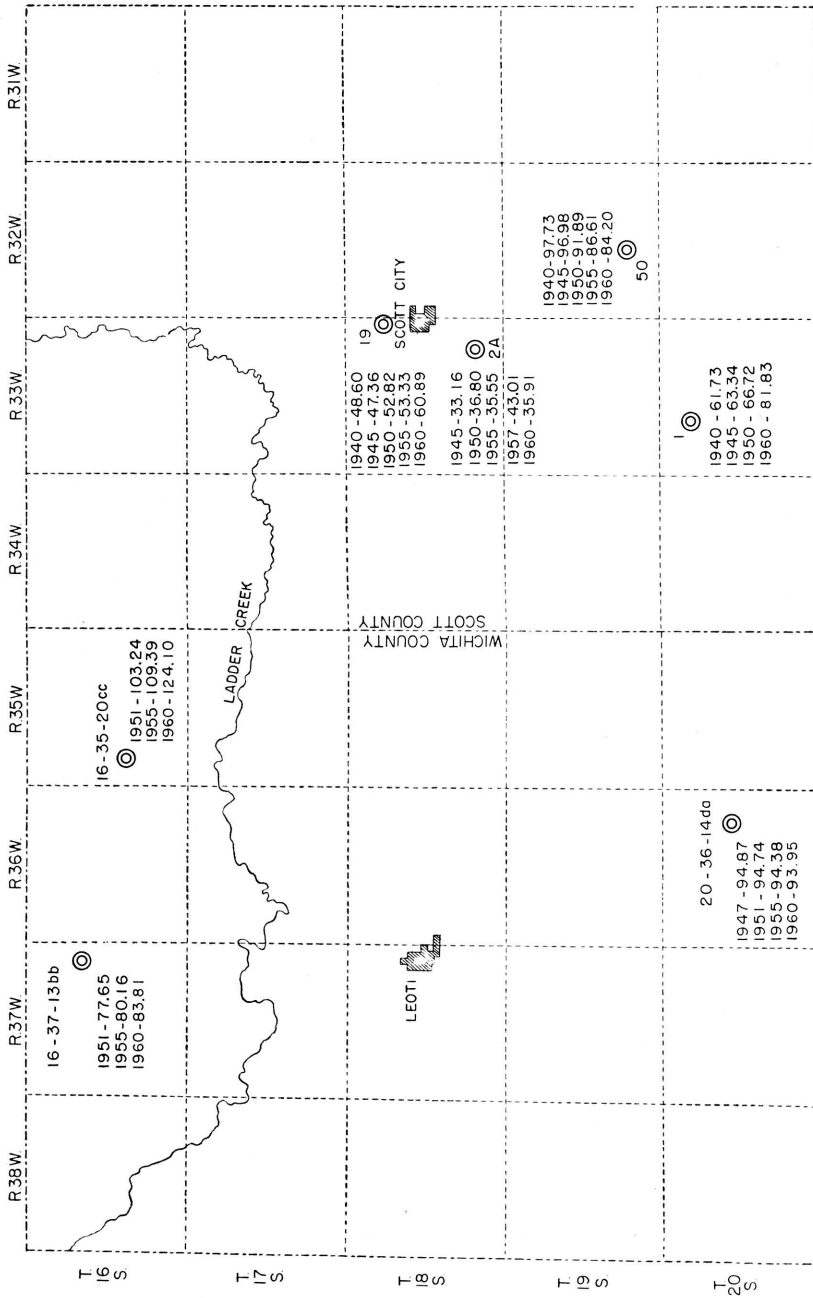 R.38W.
R.37W.
R.36W.
R.35W.
R.34W.
R.33W.
R.32W.
R.31W.
T.
16
S.
16-37-13bb
1951-77.65
1955-80.16
1960-83.81
16-35-20cc
1951-103.24
1955-109.39
1960-124.10
T.
17
S.
LADDER CREEK
T.
18
S.
LEOTI
WICHITA COUNTY
SCOTT COUNTY
1940-48.60
1945-47.36
1950-52.82
1955-53.33
1960-60.89
19
SCOTT CITY
1945-33.16
1950-36.80
1955-35.55
1957-43.01
1960-35.91
2A
T.
19
S.
1940-97.73
1945-96.98
1950-91.89
1955-86.61
1960-84.20
50
T.
20
S.
20-36-14da
1947-94.87
1951-94.74
1955-94.38
1960-93.95
1
1940-61.73
1945-63.34
1950-66.72
1960-81.83